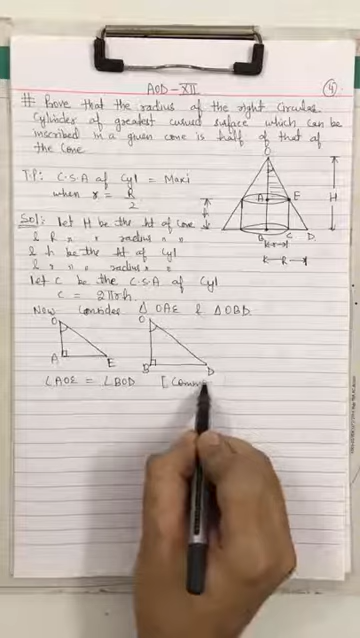 AOD - XII
(4)
# Prove that the radius of the right circular
cylinder of greatest curved surface which can be
inscribed in a given cone is half of that of
the cone
O
T.P: C.S.A of Cyl = Maxi
when r = R/2
A E
h
H
B C D
r
R
Sol: let H be the ht of cone
& R " " radius " "
& h be the ht of cyl
& r " " radius " "
let C be the C.S.A of Cyl
C = 2πrh
Now consider △ OAE & △ OBD
O O
A E B D
∠AOE = ∠BOD [Comm